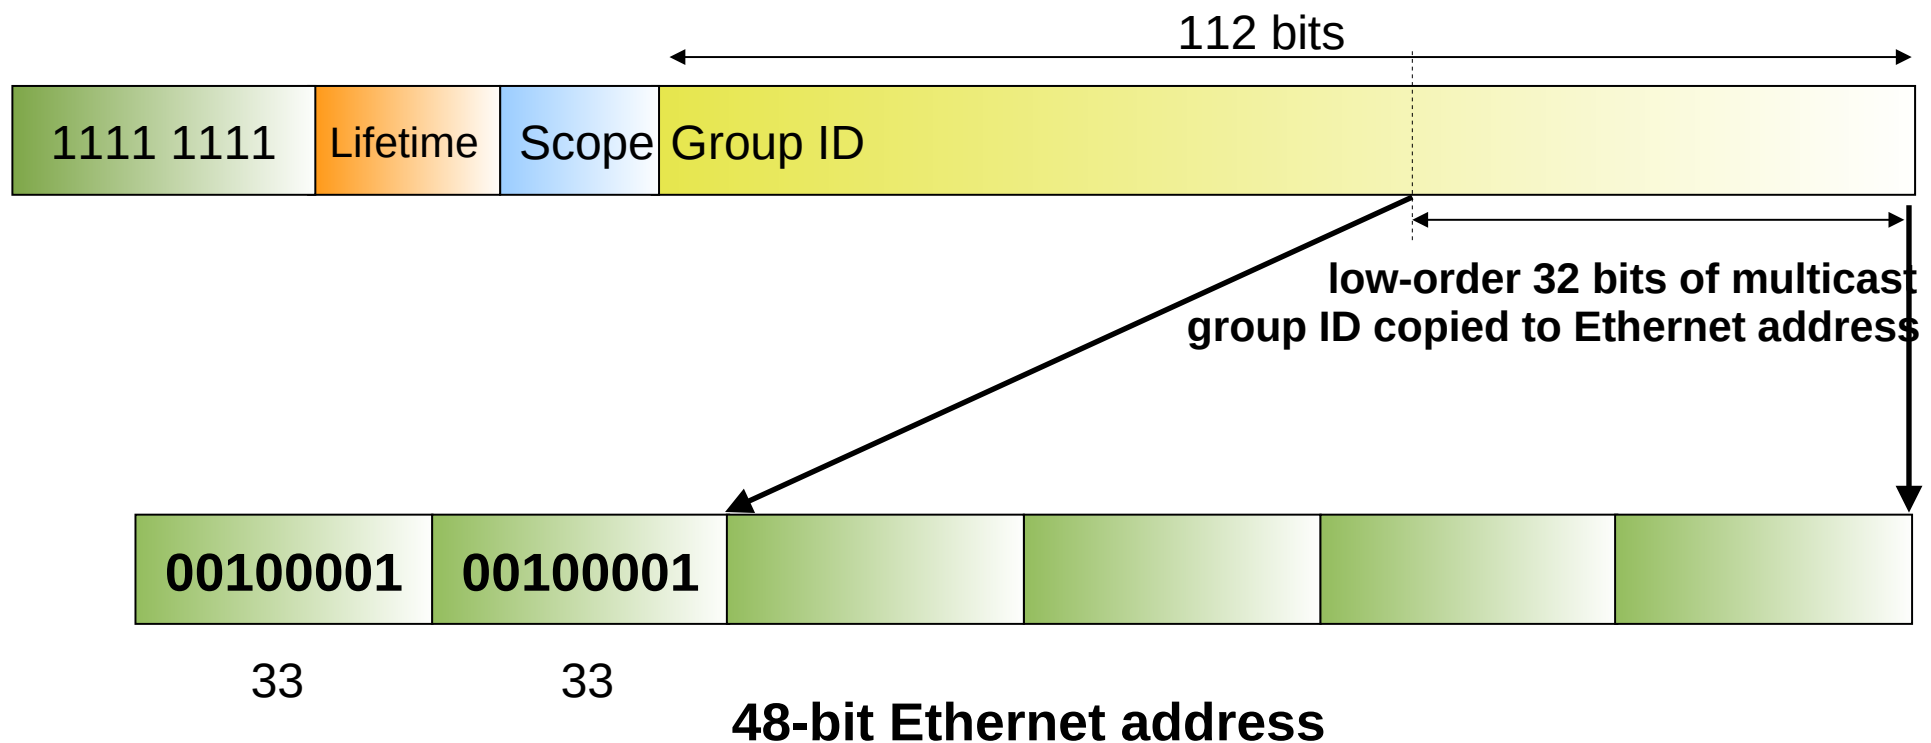 112 bits
1111 1111 Lifetime Scope Group ID
low-order 32 bits of multicast
group ID copied to Ethernet address
00100001 00100001
33 33
48-bit Ethernet address